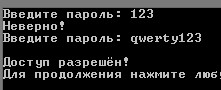 Введите пароль: 123
Неверно!
Введите пароль: qwerty123
Доступ разрешён!
Для продолжения нажмите